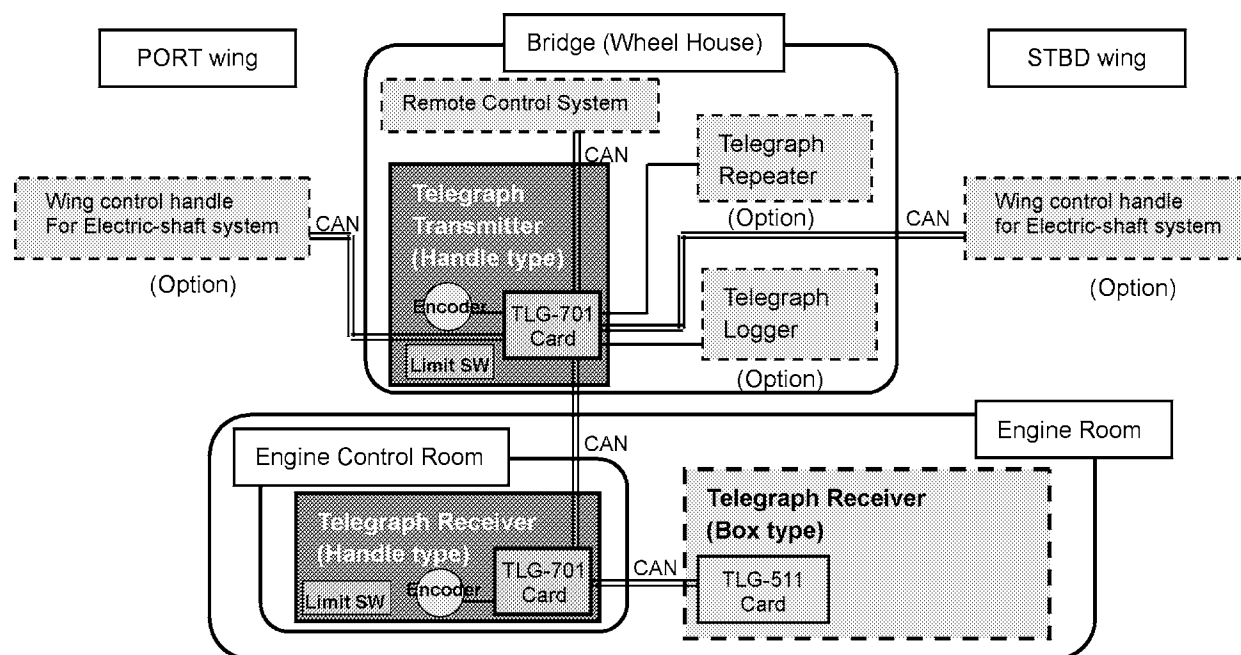 PORT wing
Bridge (Wheel House)
STBD wing
Remote Control System
CAN
Telegraph
Transmitter
(Handle type)
Encoder
TLG-701
Card
Limit SW
Telegraph
Repeater
(Option)
Telegraph
Logger
(Option)
Wing control handle
For Electric-shaft system
CAN
(Option)
CAN
Wing control handle
for Electric-shaft system
(Option)
CAN
Engine Room
Engine Control Room
Telegraph Receiver
(Handle type)
Limit SW
Encoder
TLG-701
Card
CAN
Telegraph Receiver
(Box type)
TLG-511
Card